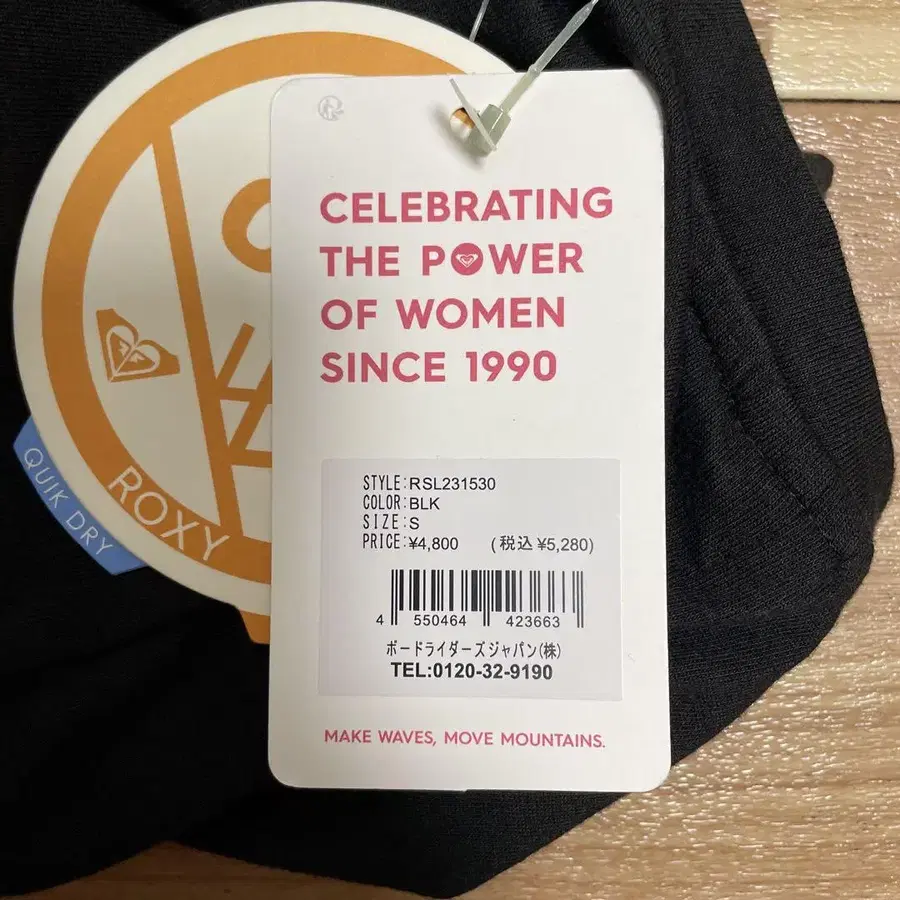 CELEBRATING
THE POWER
OF WOMEN
SINCE 1990
STYLE:RSL231530
COLOR:BLK
SIZE:S
PRICE:¥4,800 (税込 ¥5,280)
4 550464 423663
ボードライダーズジャパン(株)
TEL:0120-32-9190
MAKE WAVES, MOVE MOUNTAINS.
ROXY
QUIK DRY